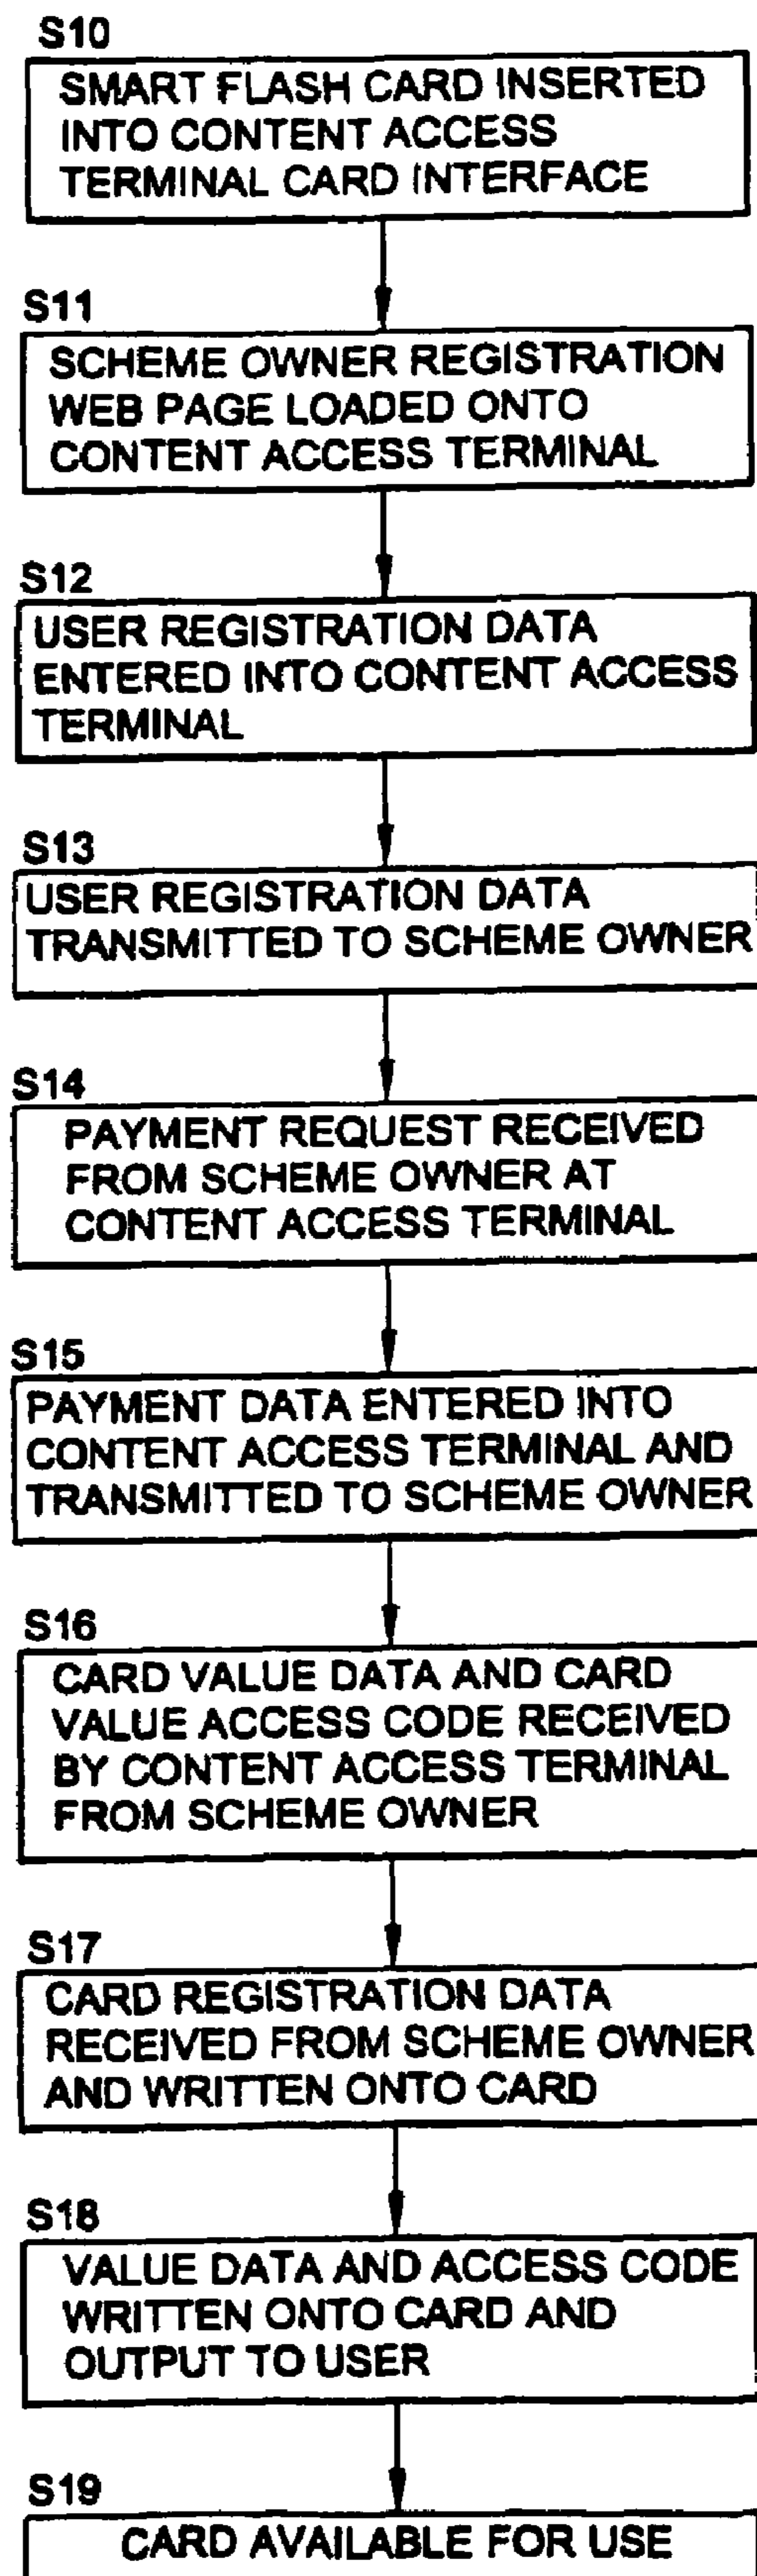 S10
SMART FLASH CARD INSERTED
INTO CONTENT ACCESS
TERMINAL CARD INTERFACE
S11
SCHEME OWNER REGISTRATION
WEB PAGE LOADED ONTO
CONTENT ACCESS TERMINAL
S12
USER REGISTRATION DATA
ENTERED INTO CONTENT ACCESS
TERMINAL
S13
USER REGISTRATION DATA
TRANSMITTED TO SCHEME OWNER
S14
PAYMENT REQUEST RECEIVED
FROM SCHEME OWNER AT
CONTENT ACCESS TERMINAL
S15
PAYMENT DATA ENTERED INTO
CONTENT ACCESS TERMINAL AND
TRANSMITTED TO SCHEME OWNER
S16
CARD VALUE DATA AND CARD
VALUE ACCESS CODE RECEIVED
BY CONTENT ACCESS TERMINAL
FROM SCHEME OWNER
S17
CARD REGISTRATION DATA
RECEIVED FROM SCHEME OWNER
AND WRITTEN ONTO CARD
S18
VALUE DATA AND ACCESS CODE
WRITTEN ONTO CARD AND
OUTPUT TO USER
S19
CARD AVAILABLE FOR USE